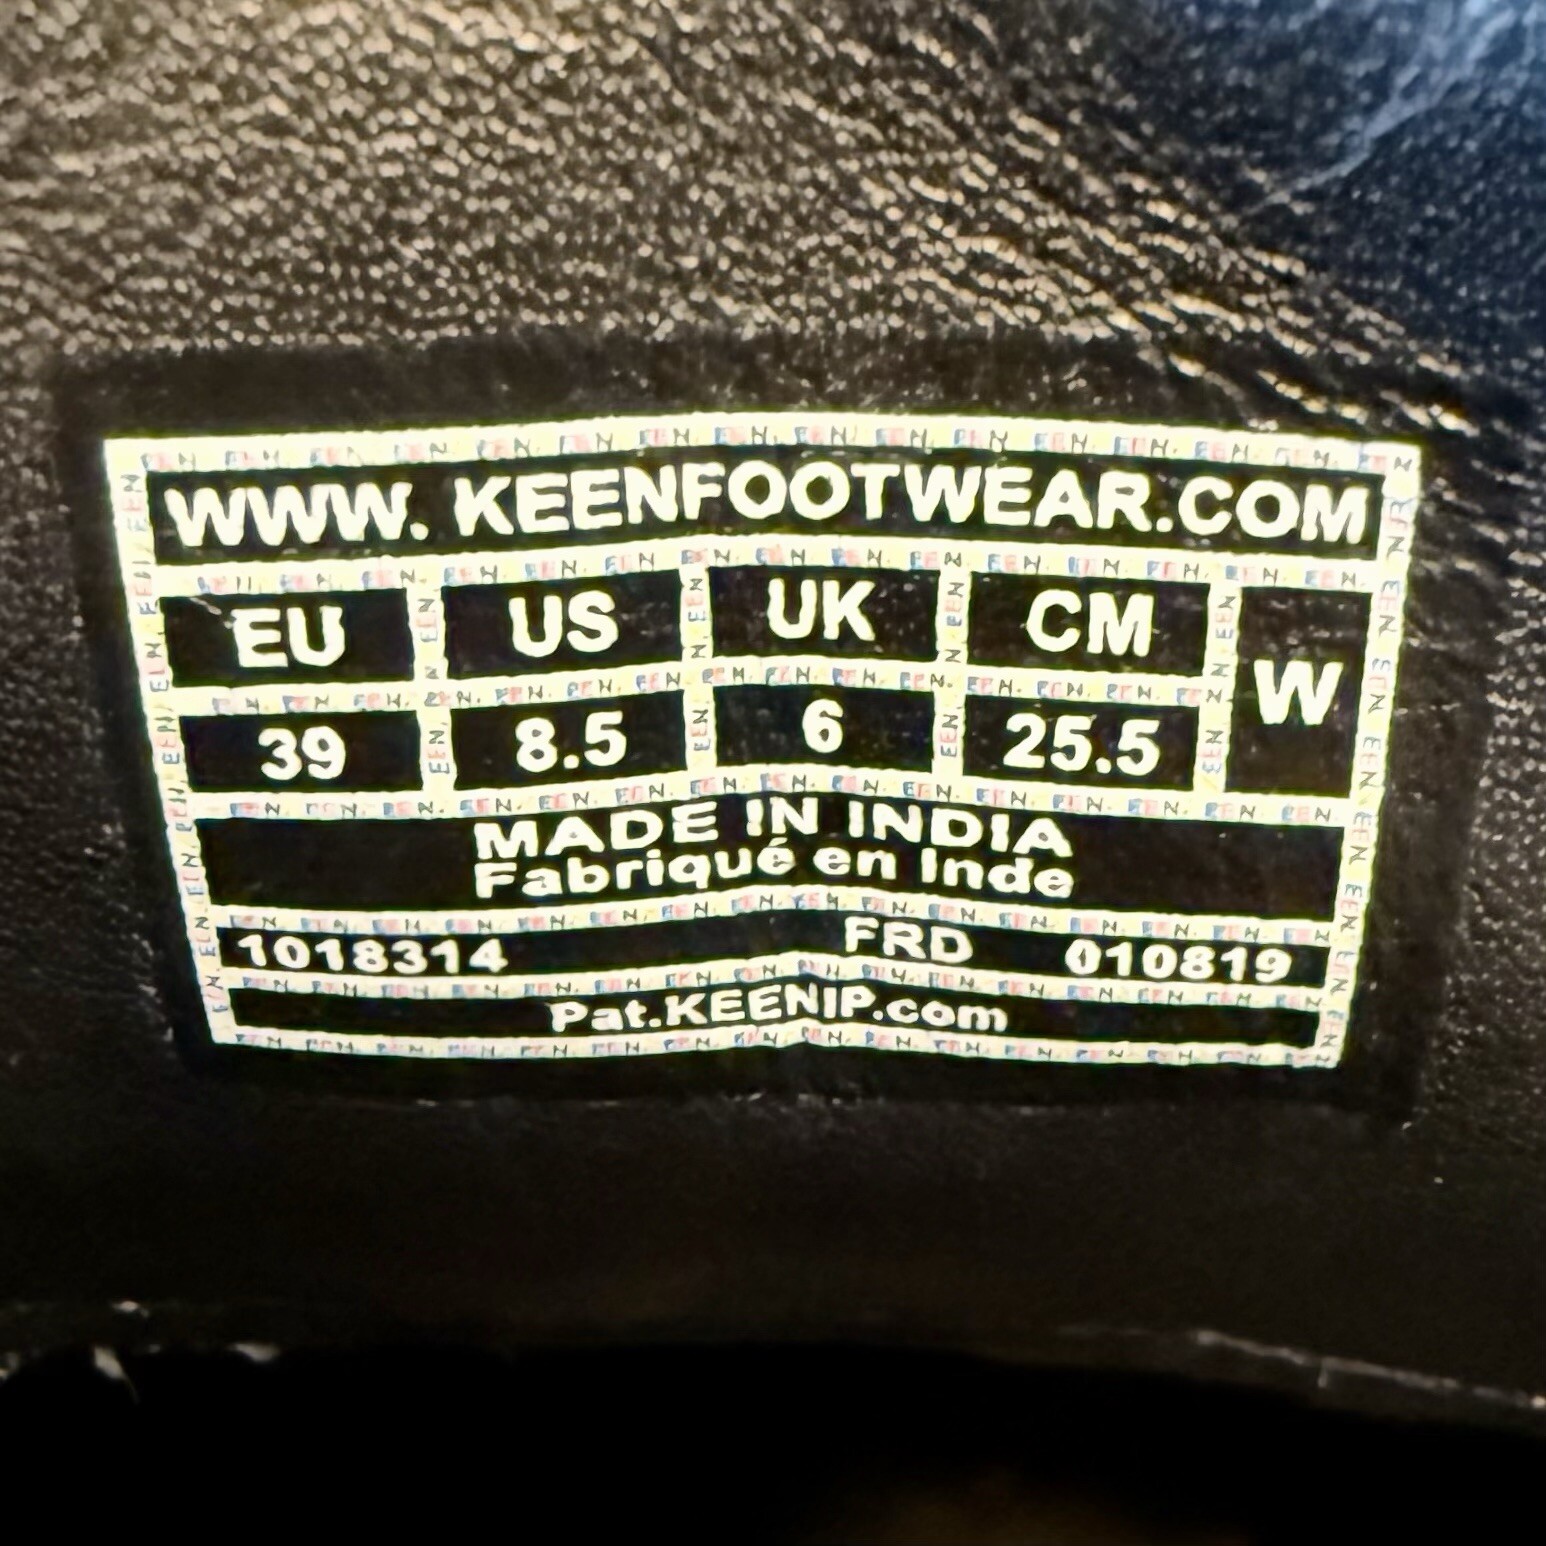 WWW. KEENFOOTWEAR.COM
EU US UK CM W
39 8.5 6 25.5
MADE IN INDIA
Fabriqué en Inde
1018314 FRD 010819
Pat.KEENIP.com